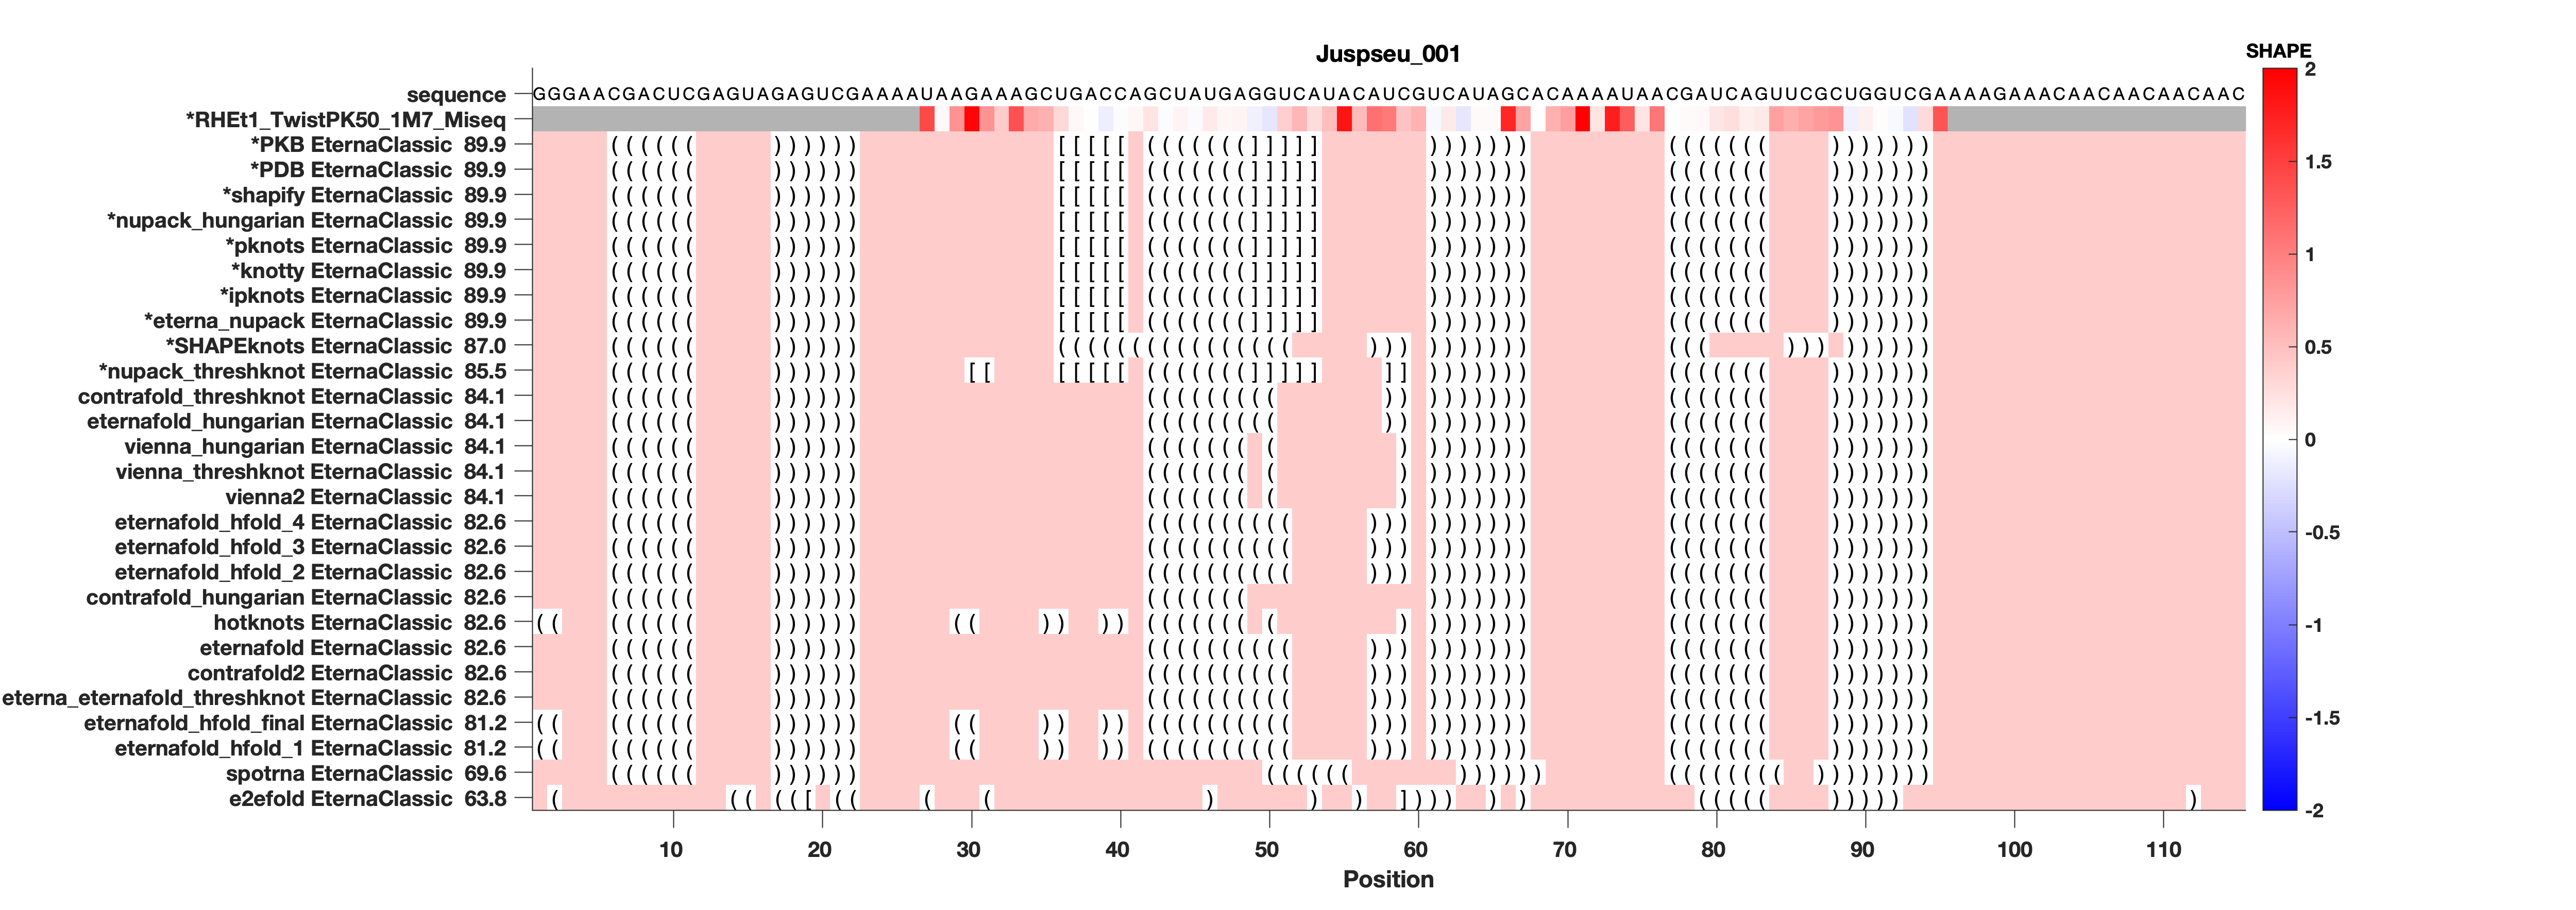 Juspseu_001
SHAPE
sequence GGGAACGACUCGAGUAGAGUCGAAAAUAAGAAAGCUGACCAGCUAUGAGGUCAUACAUCGUCAUAGCACAAAAUAACGAUCAGUUCGCUGGUCGAAAAGAAACAACAACAACAAC
*RHEt1_TwistPK50_1M7_Miseq
*PKB EternaClassic 89.9 (((((( )))))) [[[[[ (((((((]]]]] ))))))) ((((((( )))))))
*PDB EternaClassic 89.9 (((((( )))))) [[[[[ (((((((]]]]] ))))))) ((((((( )))))))
*shapify EternaClassic 89.9 (((((( )))))) [[[[[ (((((((]]]]] ))))))) ((((((( )))))))
*nupack_hungarian EternaClassic 89.9 (((((( )))))) [[[[[ (((((((]]]]] ))))))) ((((((( )))))))
*pknots EternaClassic 89.9 (((((( )))))) [[[[[ (((((((]]]]] ))))))) ((((((( )))))))
*knotty EternaClassic 89.9 (((((( )))))) [[[[[ (((((((]]]]] ))))))) ((((((( )))))))
*ipknots EternaClassic 89.9 (((((( )))))) [[[[[ (((((((]]]]] ))))))) ((((((( )))))))
*eterna_nupack EternaClassic 89.9 (((((( )))))) [[[[[ (((((((]]]]] ))))))) ((((((( )))))))
*SHAPEknots EternaClassic 87.0 (((((( )))))) (((((((((((((((( ))) ))))))) ((( ))) ))))))
*nupack_threshknot EternaClassic 85.5 (((((( )))))) [[ [[[[[ (((((((]]]]] ]] ))))))) ((((((( )))))))
contrafold_threshknot EternaClassic 84.1 (((((( )))))) ((((((((( )) ))))))) ((((((( )))))))
eternafold_hungarian EternaClassic 84.1 (((((( )))))) ((((((((( )) ))))))) ((((((( )))))))
vienna_hungarian EternaClassic 84.1 (((((( )))))) ((((((( ( ) ))))))) ((((((( )))))))
vienna_threshknot EternaClassic 84.1 (((((( )))))) ((((((( ( ) ))))))) ((((((( )))))))
vienna2 EternaClassic 84.1 (((((( )))))) ((((((( ( ) ))))))) ((((((( )))))))
eternafold_hfold_4 EternaClassic 82.6 (((((( )))))) (((((((((( ))) ))))))) ((((((( )))))))
eternafold_hfold_3 EternaClassic 82.6 (((((( )))))) (((((((((( ))) ))))))) ((((((( )))))))
eternafold_hfold_2 EternaClassic 82.6 (((((( )))))) (((((((((( ))) ))))))) ((((((( )))))))
contrafold_hungarian EternaClassic 82.6 (((((( )))))) ((((((( ))))))) ((((((( )))))))
hotknots EternaClassic 82.6 (( (((((( )))))) (( )) )) ((((((( ( ) ))))))) ((((((( )))))))
eternafold EternaClassic 82.6 (((((( )))))) (((((((((( ))) ))))))) ((((((( )))))))
contrafold2 EternaClassic 82.6 (((((( )))))) (((((((((( ))) ))))))) ((((((( )))))))
eterna_eternafold_threshknot EternaClassic 82.6 (((((( )))))) (((((((((( ))) ))))))) ((((((( )))))))
eternafold_hfold_final EternaClassic 81.2 (( (((((( )))))) (( )) )) (((((((((( ))) ))))))) ((((((( )))))))
eternafold_hfold_1 EternaClassic 81.2 (( (((((( )))))) (( )) )) (((((((((( ))) ))))))) ((((((( )))))))
spotrna EternaClassic 69.6 (((((( )))))) (((((( )))))) (((((((( ))))))))
e2efold EternaClassic 63.8 ( (( (([ (( ( ( ) ) ) ]))) ) ) ((((( ))))) )
2
1.5
1
0.5
0
-0.5
-1
-1.5
-2
10 20 30 40 50 60 70 80 90 100 110
Position